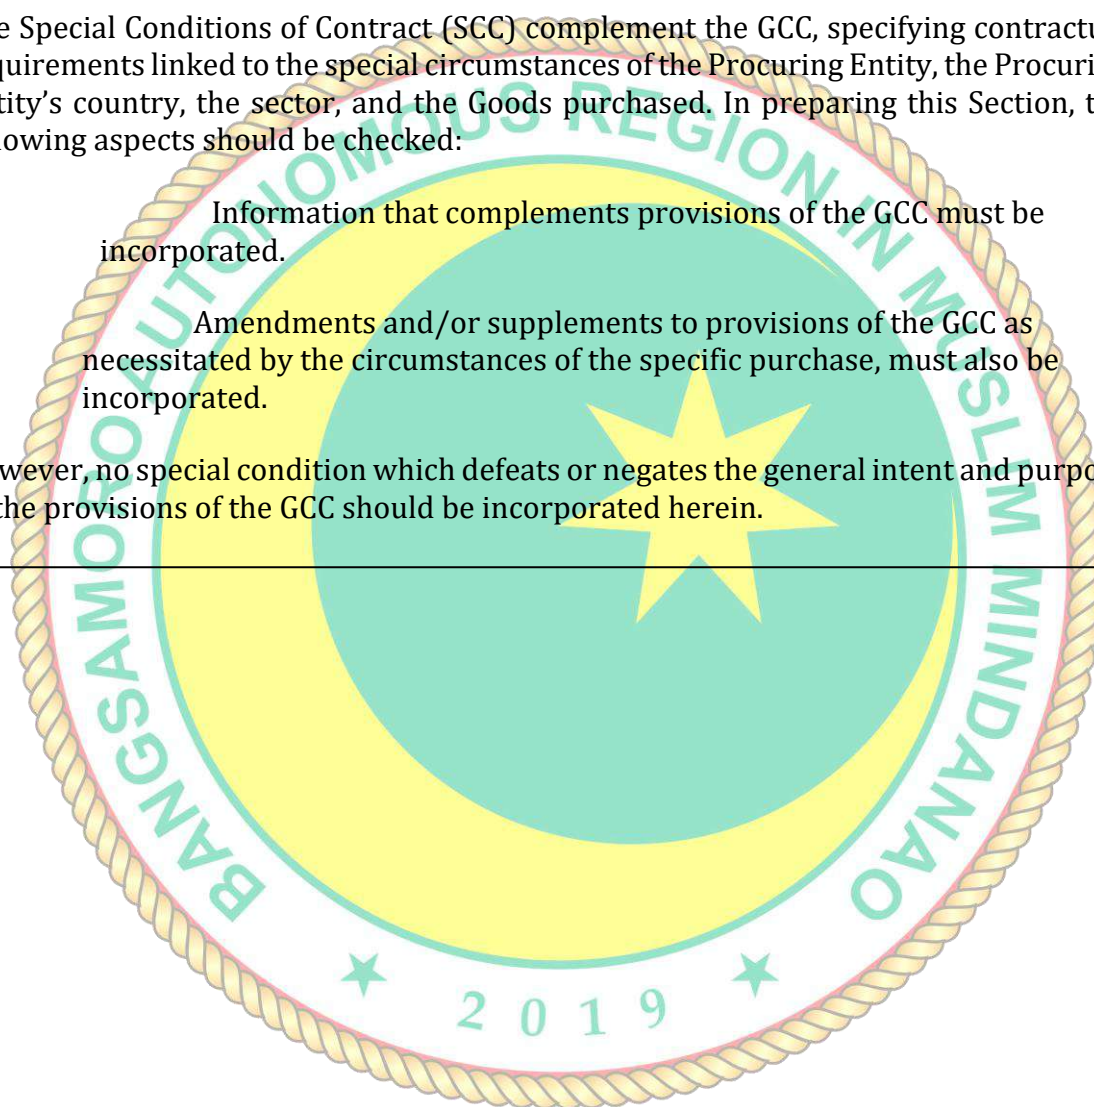 e Special Conditions of Contract (SCC) complement the GCC, specifying contractu
quirements linked to the special circumstances of the Procuring Entity, the Procuri
tity's country, the sector, and the Goods purchased. In preparing this Section, t
lowing aspects should be checked:
Information that complements provisions of the GCC must be
incorporated.
Amendments and/or supplements to provisions of the GCC as
necessitated by the circumstances of the specific purchase, must also be
incorporated.
wever, no special condition which defeats or negates the general intent and purpo
the provisions of the GCC should be incorporated herein.
BANGSAMORO AUTONOMOUS REGION IN MUSLIM MINDANAO
2019